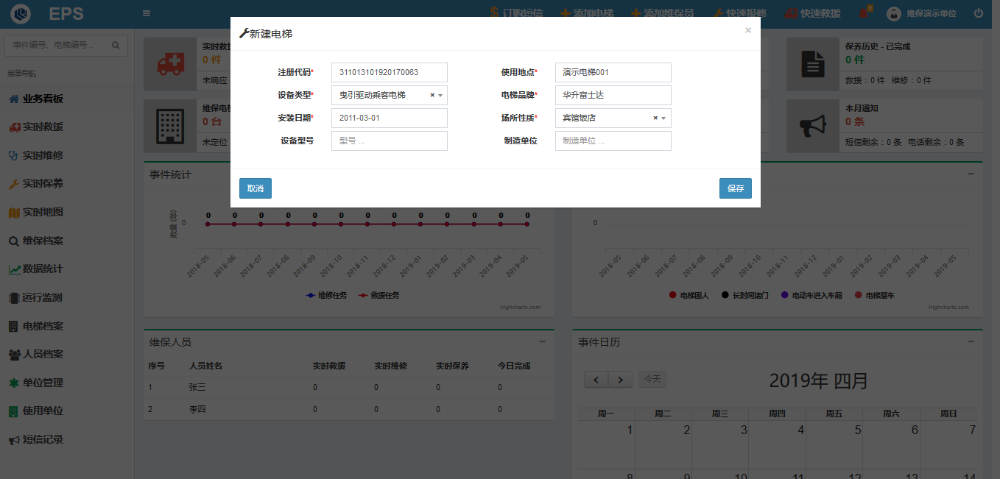 EPS
订购短信 添加电梯 添加维保员 快速报修 快速救援 0 维保演示单位
事件编号、电梯编号...
菜单导航
业务看板
实时救援
实时维修
实时保养
实时地图
维保档案
数据统计
运行监测
电梯档案
人员档案
单位管理
使用单位
短信记录
实时救
0 件
未响应
保养历史 - 已完成
0 件
救援：0 件 维修：0 件
维保电
0 台
未定位
本月通知
0 条
短信剩余：0 条 电话剩余：0 条
新建电梯 ×
注册代码* 311013101920170063 使用地点* 演示电梯001
设备类型* 曳引驱动乘客电梯 × 电梯品牌* 华升富士达
安装日期* 2011-03-01 场所性质* 宾馆饭店 ×
设备型号 型号 ... 制造单位 制造单位 ...
取消 保存
事件统计
数量 (单)
0
0 0 0 0 0 0 0 0 0 0 0 0 0
2018-05 2018-06 2018-07 2018-08 2018-09 2018-10 2018-11 2018-12 2019-01 2019-02 2019-03 2019-04 2019-05
维修任务 救援任务
Highcharts.com
0
2018-05 2018-06 2018-07 2018-08 2018-09 2018-10 2018-11 2018-12 2019-01 2019-02 2019-03 2019-04 2019-05
电梯困人 长时间堵门 电动车进入车厢 电梯溜车
Highcharts.com
维保人员
序号 人员姓名 实时救援 实时维修 实时保养 今日完成
1 张三 0 0 0 0
2 李四 0 0 0 0
事件日历
今天 2019年 四月
周一 周二 周三 周四 周五 周六 周日
1 2 3 4 5 6 7
8 9 10 11 12 13 14